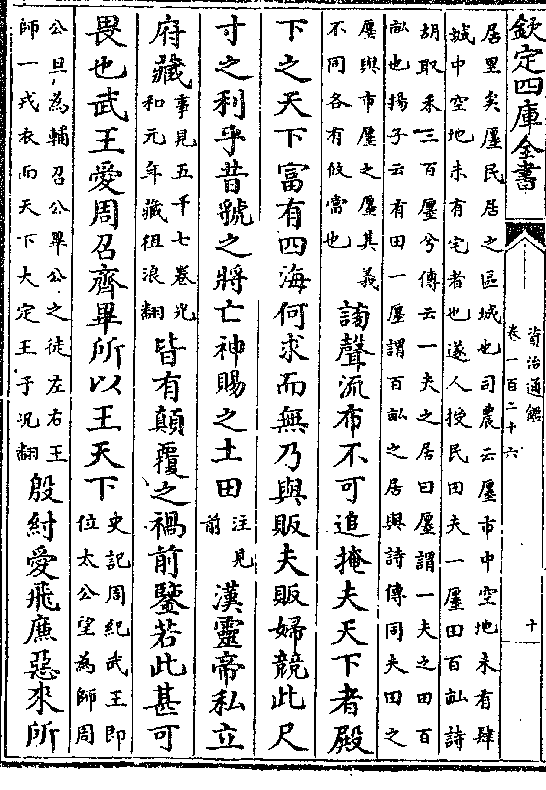 欽定四庫全書
資治通鑑
卷一百二十六
十
居里矣廛民居之區域也司農云廛市中空地未有肆
城中空地未有宅者也遂人授民田夫一廛田百畝詩
胡取禾三百廛兮傳云一夫之居曰廛謂一夫之田百
畝也揚子云有田一廛謂百畝之居與詩傳同夫田之
廛與市廛之廛其義
不同各有攸當也
謗聲流布不可追掩夫天下者殿
下之天下富有四海何求而無乃與販夫販婦競此尺
寸之利乎昔虢之將亡神賜之土田
注見
前
漢靈帝私立
府藏
事見五千七卷光
和元年藏徂浪翻
皆有顛覆之禍前鑒若此甚可
畏也武王愛周召齊畢所以王天下
史記周紀武王即
位太公望為師周
公旦為輔召公畢公之徒左右王
師一戎衣而天下大定王于況翻
殷紂愛飛廉惡來所